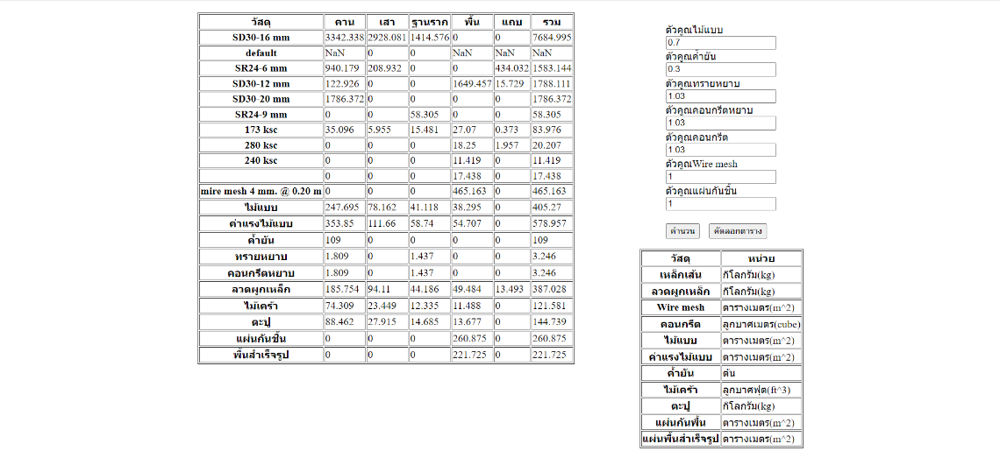 วัสดุ คาน เสา ฐานราก พื้น แถบ รวม
SD30-16 mm 3342.338 2928.081 1414.576 0 0 7684.995
default NaN 0 0 NaN NaN NaN
SR24-6 mm 940.179 208.932 0 0 434.032 1583.144
SD30-12 mm 122.926 0 0 1649.457 15.729 1788.111
SD30-20 mm 1786.372 0 0 0 0 1786.372
SR24-9 mm 0 0 58.305 0 0 58.305
173 ksc 35.096 5.955 15.481 27.07 0.373 83.976
280 ksc 0 0 0 18.25 1.957 20.207
240 ksc 0 0 0 11.419 0 11.419
0 0 0 17.438 0 17.438
mire mesh 4 mm. @ 0.20 m 0 0 0 465.163 0 465.163
ไม้แบบ 247.695 78.162 41.118 38.295 0 405.27
ค่าแรงไม้แบบ 353.85 111.66 58.74 54.707 0 578.957
ค้ำยัน 109 0 0 0 0 109
ทรายหยาบ 1.809 0 1.437 0 0 3.246
คอนกรีตหยาบ 1.809 0 1.437 0 0 3.246
ลวดผูกเหล็ก 185.754 94.11 44.186 49.484 13.493 387.028
ไม้เคร้า 74.309 23.449 12.335 11.488 0 121.581
ตะปู 88.462 27.915 14.685 13.677 0 144.739
แผ่นกันชื้น 0 0 0 260.875 0 260.875
พื้นสำเร็จรูป 0 0 0 221.725 0 221.725
ตัวคูณไม้แบบ
0.7
ตัวคูณค้ำยัน
0.3
ตัวคูณทรายหยาบ
1.03
ตัวคูณคอนกรีตหยาบ
1.03
ตัวคูณคอนกรีต
1.03
ตัวคูณWire mesh
1
ตัวคูณแผ่นกันชื้น
1
คำนวน คัดลอกตาราง
วัสดุ หน่วย
เหล็กเส้น กิโลกรัม(kg)
ลวดผูกเหล็ก กิโลกรัม(kg)
Wire mesh ตารางเมตร(m^2)
คอนกรีต ลูกบาศเมตร(cube)
ไม้แบบ ตารางเมตร(m^2)
ค่าแรงไม้แบบ ตารางเมตร(m^2)
ค้ำยัน ต้น
ไม้เคร้า ลูกบาศฟุต(ft^3)
ตะปู กิโลกรัม(kg)
แผ่นกันพื้น ตารางเมตร(m^2)
แผ่นพื้นสำเร็จรูป ตารางเมตร(m^2)